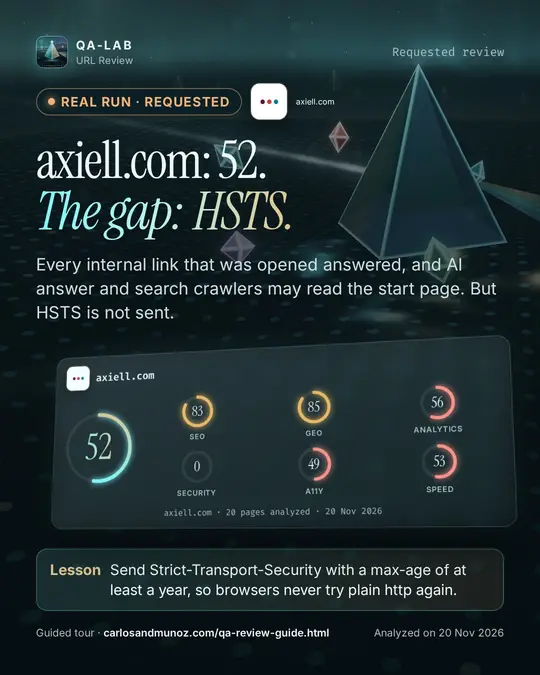 QA-LAB
URL Review
Requested review
REAL RUN · REQUESTED
axiell.com
axiell.com: 52.
The gap: HSTS.
Every internal link that was opened answered, and AI
answer and search crawlers may read the start page. But
HSTS is not sent.
axiell.com
52
83
SEO
85
GEO
56
ANALYTICS
0
SECURITY
49
A11Y
53
SPEED
axiell.com · 20 pages analyzed · 20 Nov 2026
Lesson
Send Strict-Transport-Security with a max-age of at
least a year, so browsers never try plain http again.
Guided tour · carlosandmunoz.com/qa-review-guide.html
Analyzed on 20 Nov 2026